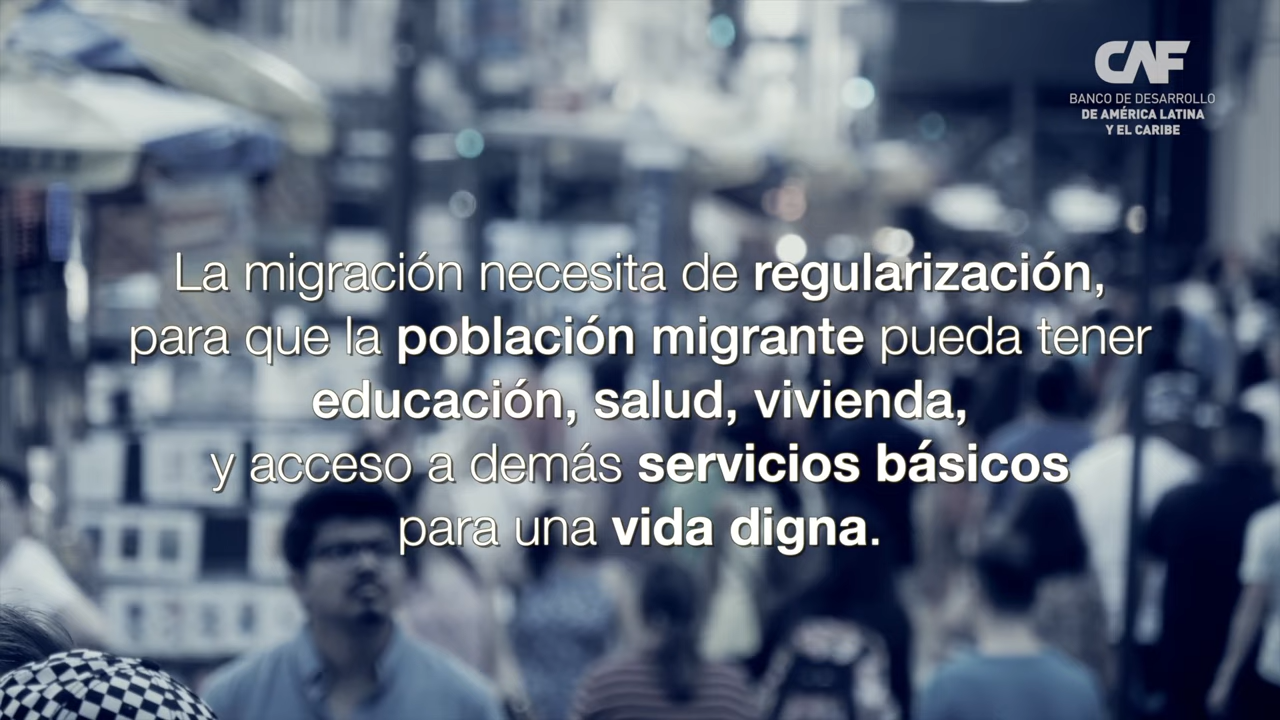 CAF
BANCO DE DESARROLLO
DE AMÉRICA LATINA
Y EL CARIBE
La migración necesita de regularización,
para que la población migrante pueda tener
educación, salud, vivienda,
y acceso a demás servicios básicos
para una vida digna.